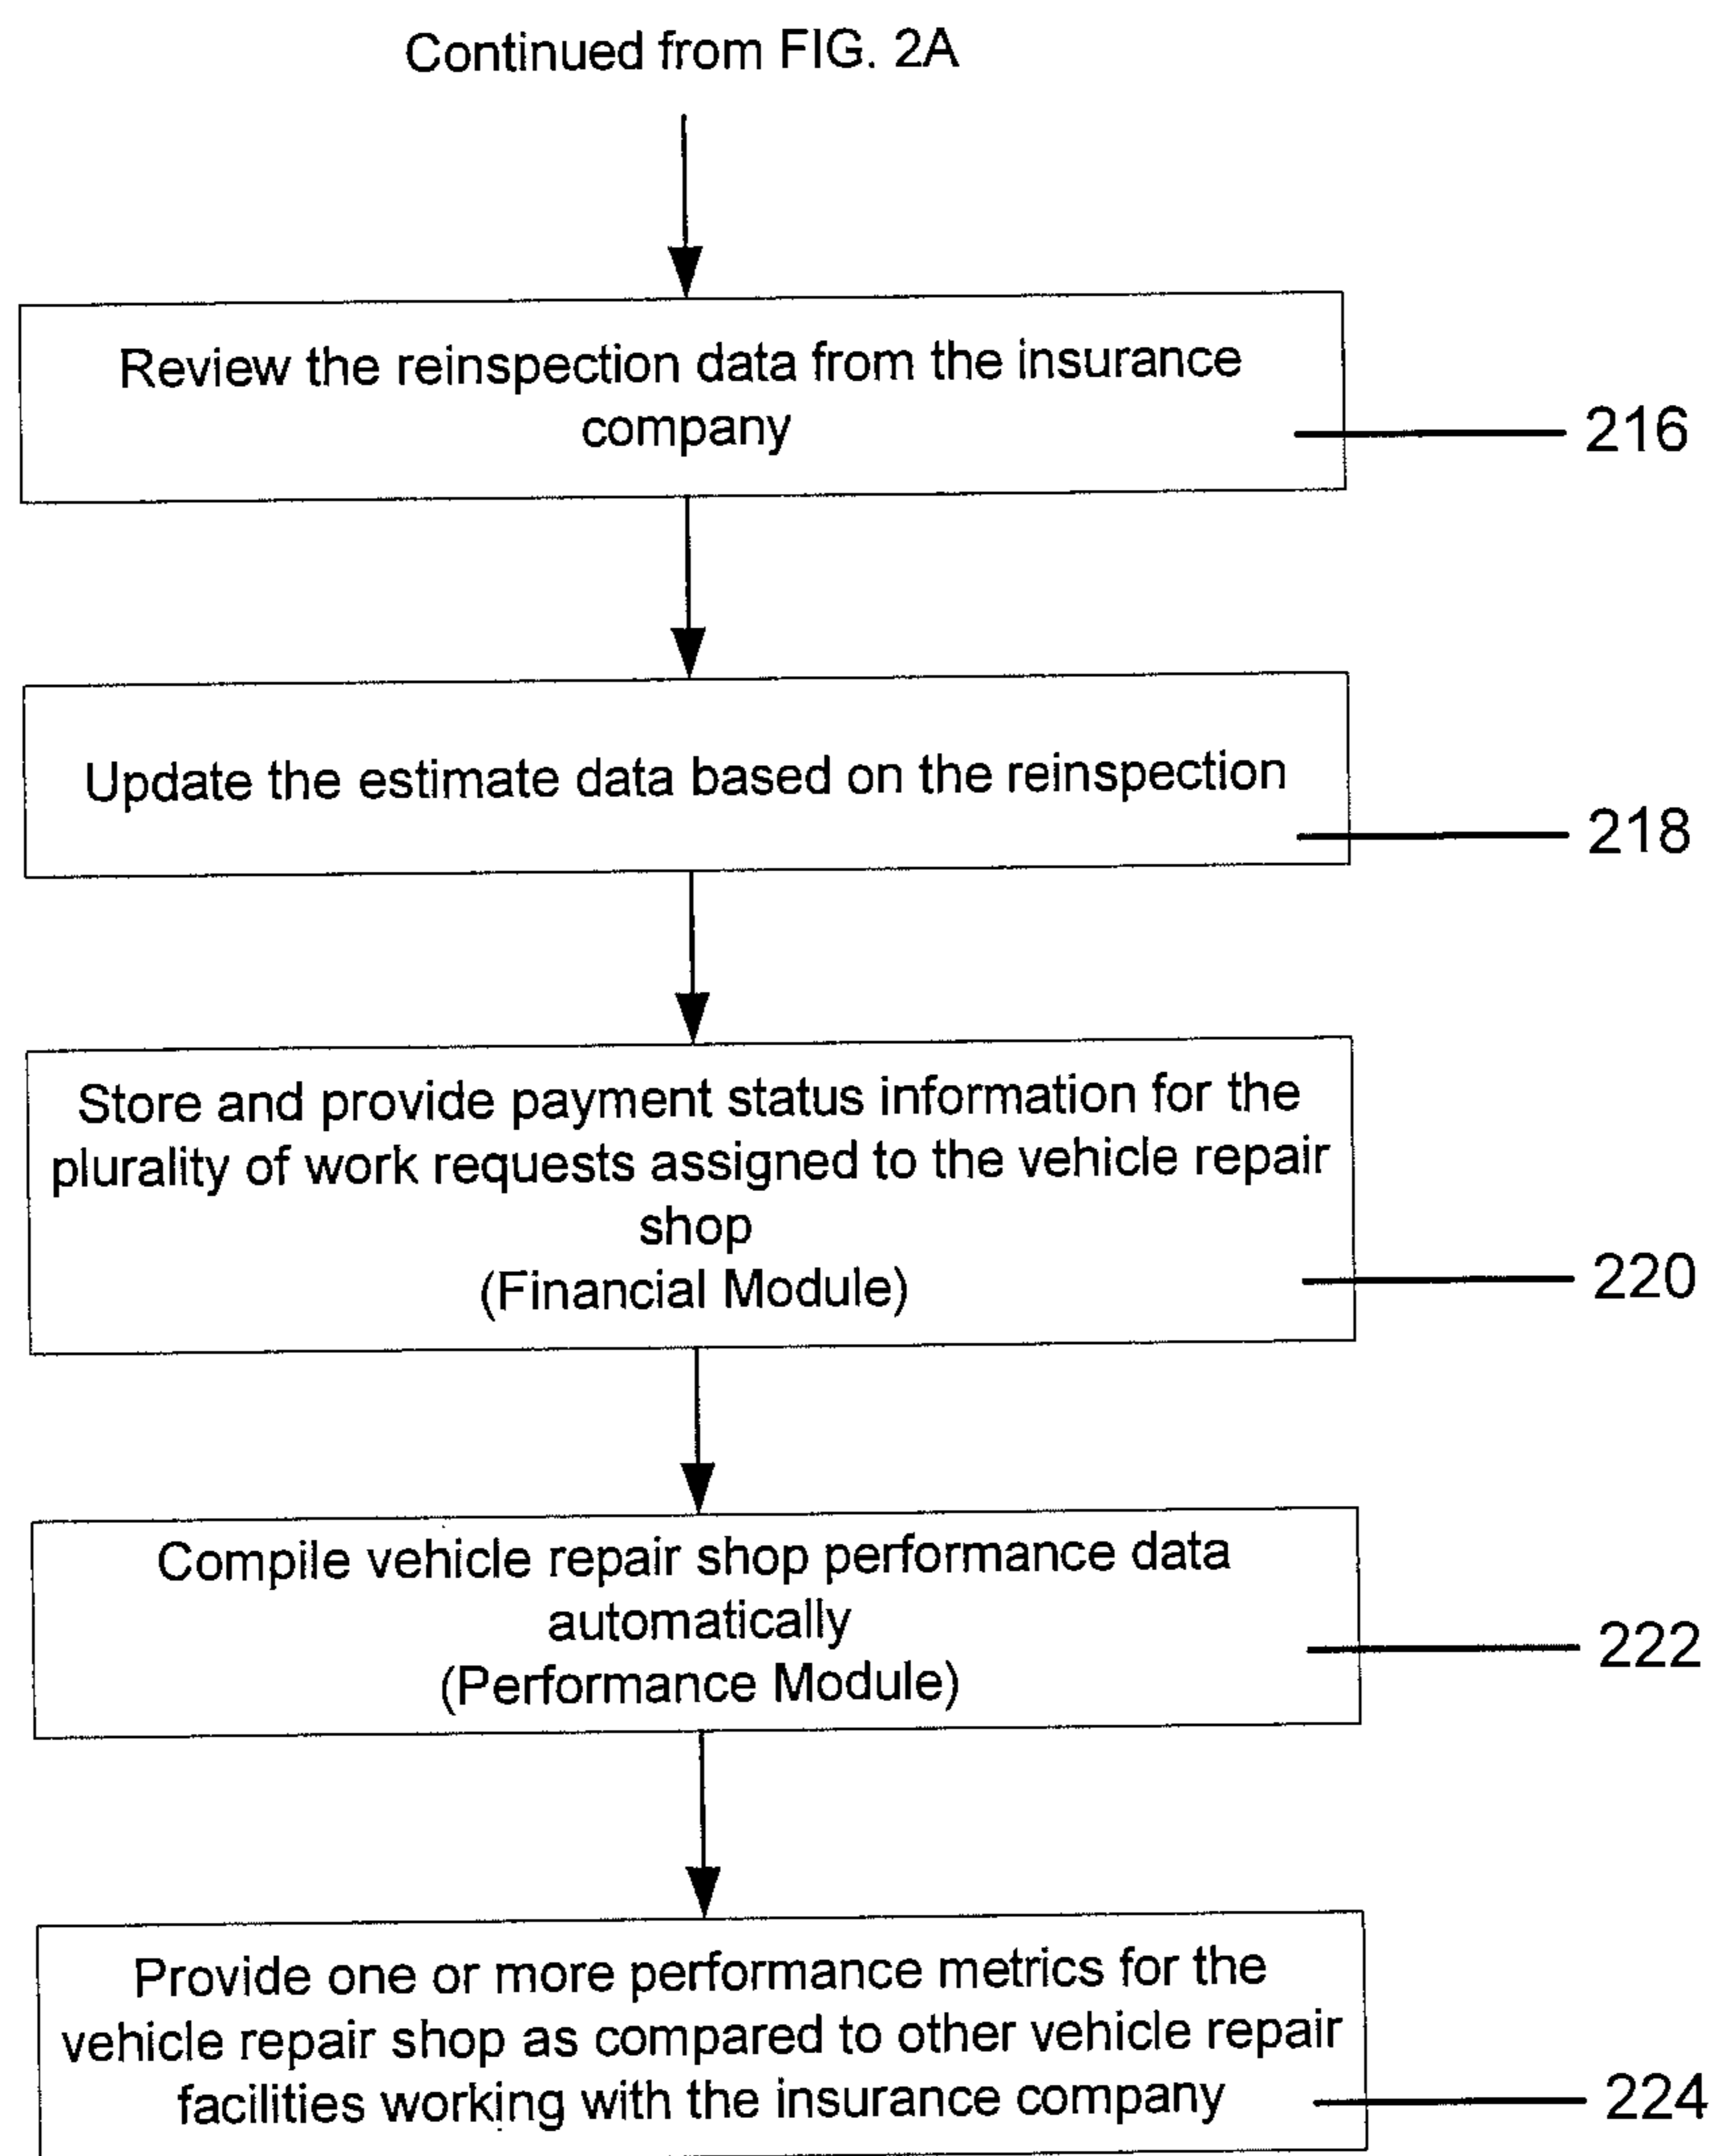 Continued from FIG. 2A
Review the reinspection data from the insurance
company
216
Update the estimate data based on the reinspection
218
Store and provide payment status information for the
plurality of work requests assigned to the vehicle repair
shop
(Financial Module)
220
Compile vehicle repair shop performance data
automatically
(Performance Module)
222
Provide one or more performance metrics for the
vehicle repair shop as compared to other vehicle repair
facilities working with the insurance company
224